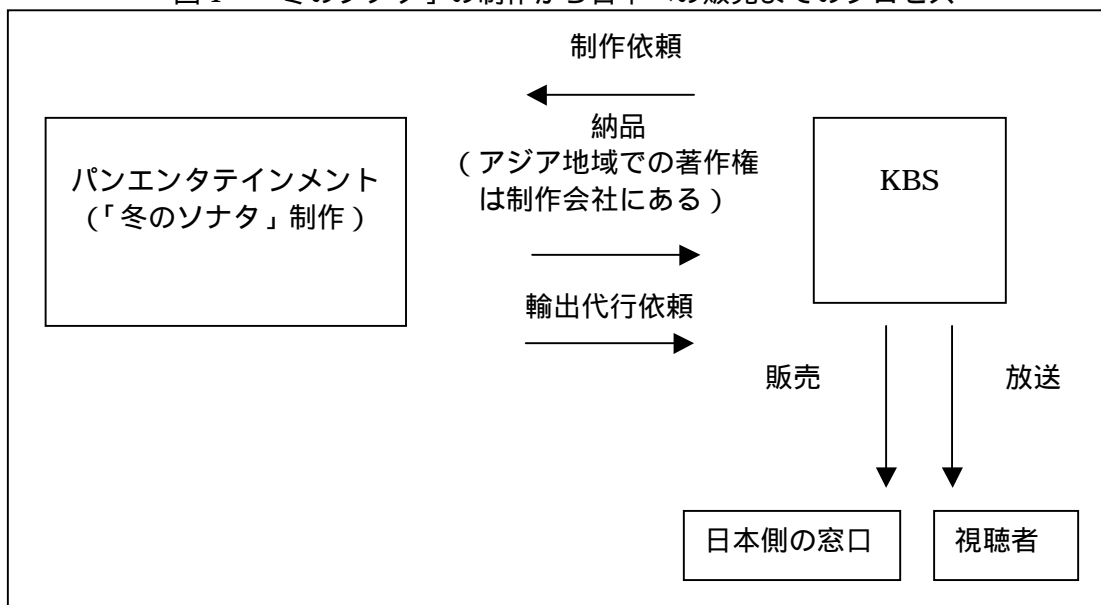 制作依頼
納品
(アジア地域での著作権
は制作会社にある)
パンエンタテインメント
(「冬のソナタ」制作)
KBS
輸出代行依頼
販売
放送
日本側の窓口
視聴者